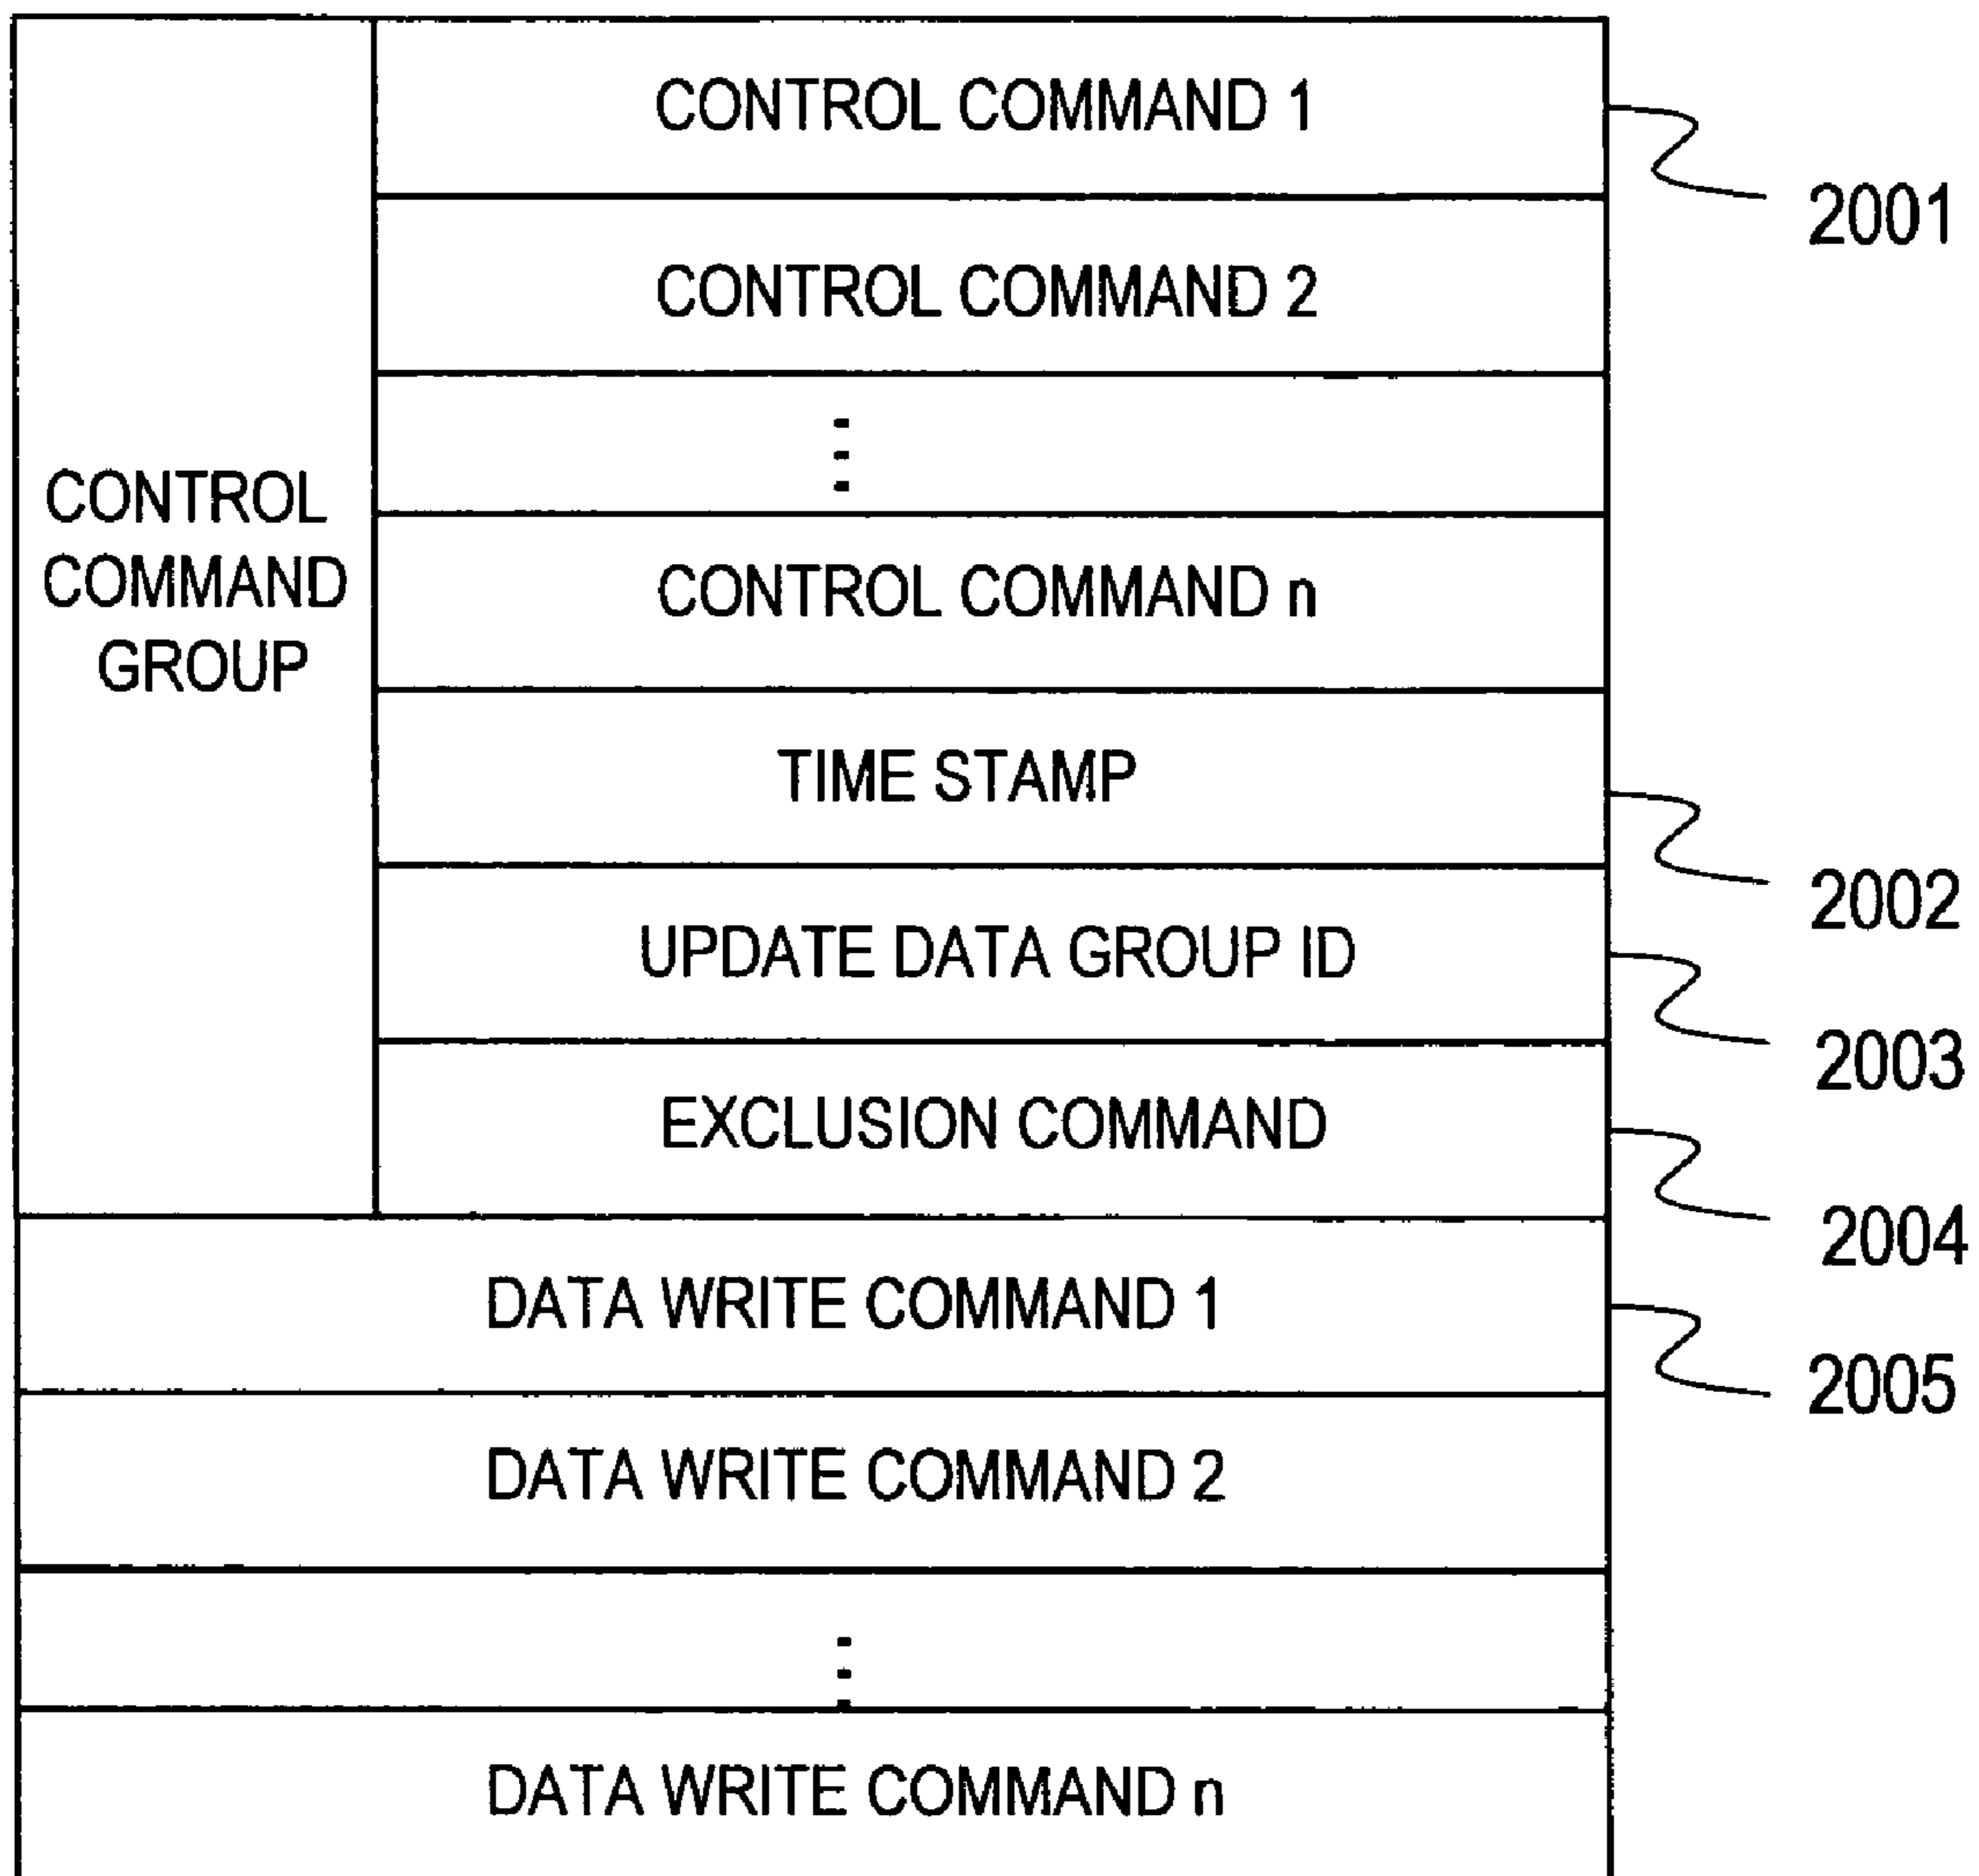 CONTROL COMMAND 1
2001
CONTROL COMMAND 2
⋮
CONTROL
COMMAND
GROUP
CONTROL COMMAND n
TIME STAMP
2002
UPDATE DATA GROUP ID
2003
EXCLUSION COMMAND
2004
DATA WRITE COMMAND 1
2005
DATA WRITE COMMAND 2
⋮
DATA WRITE COMMAND n